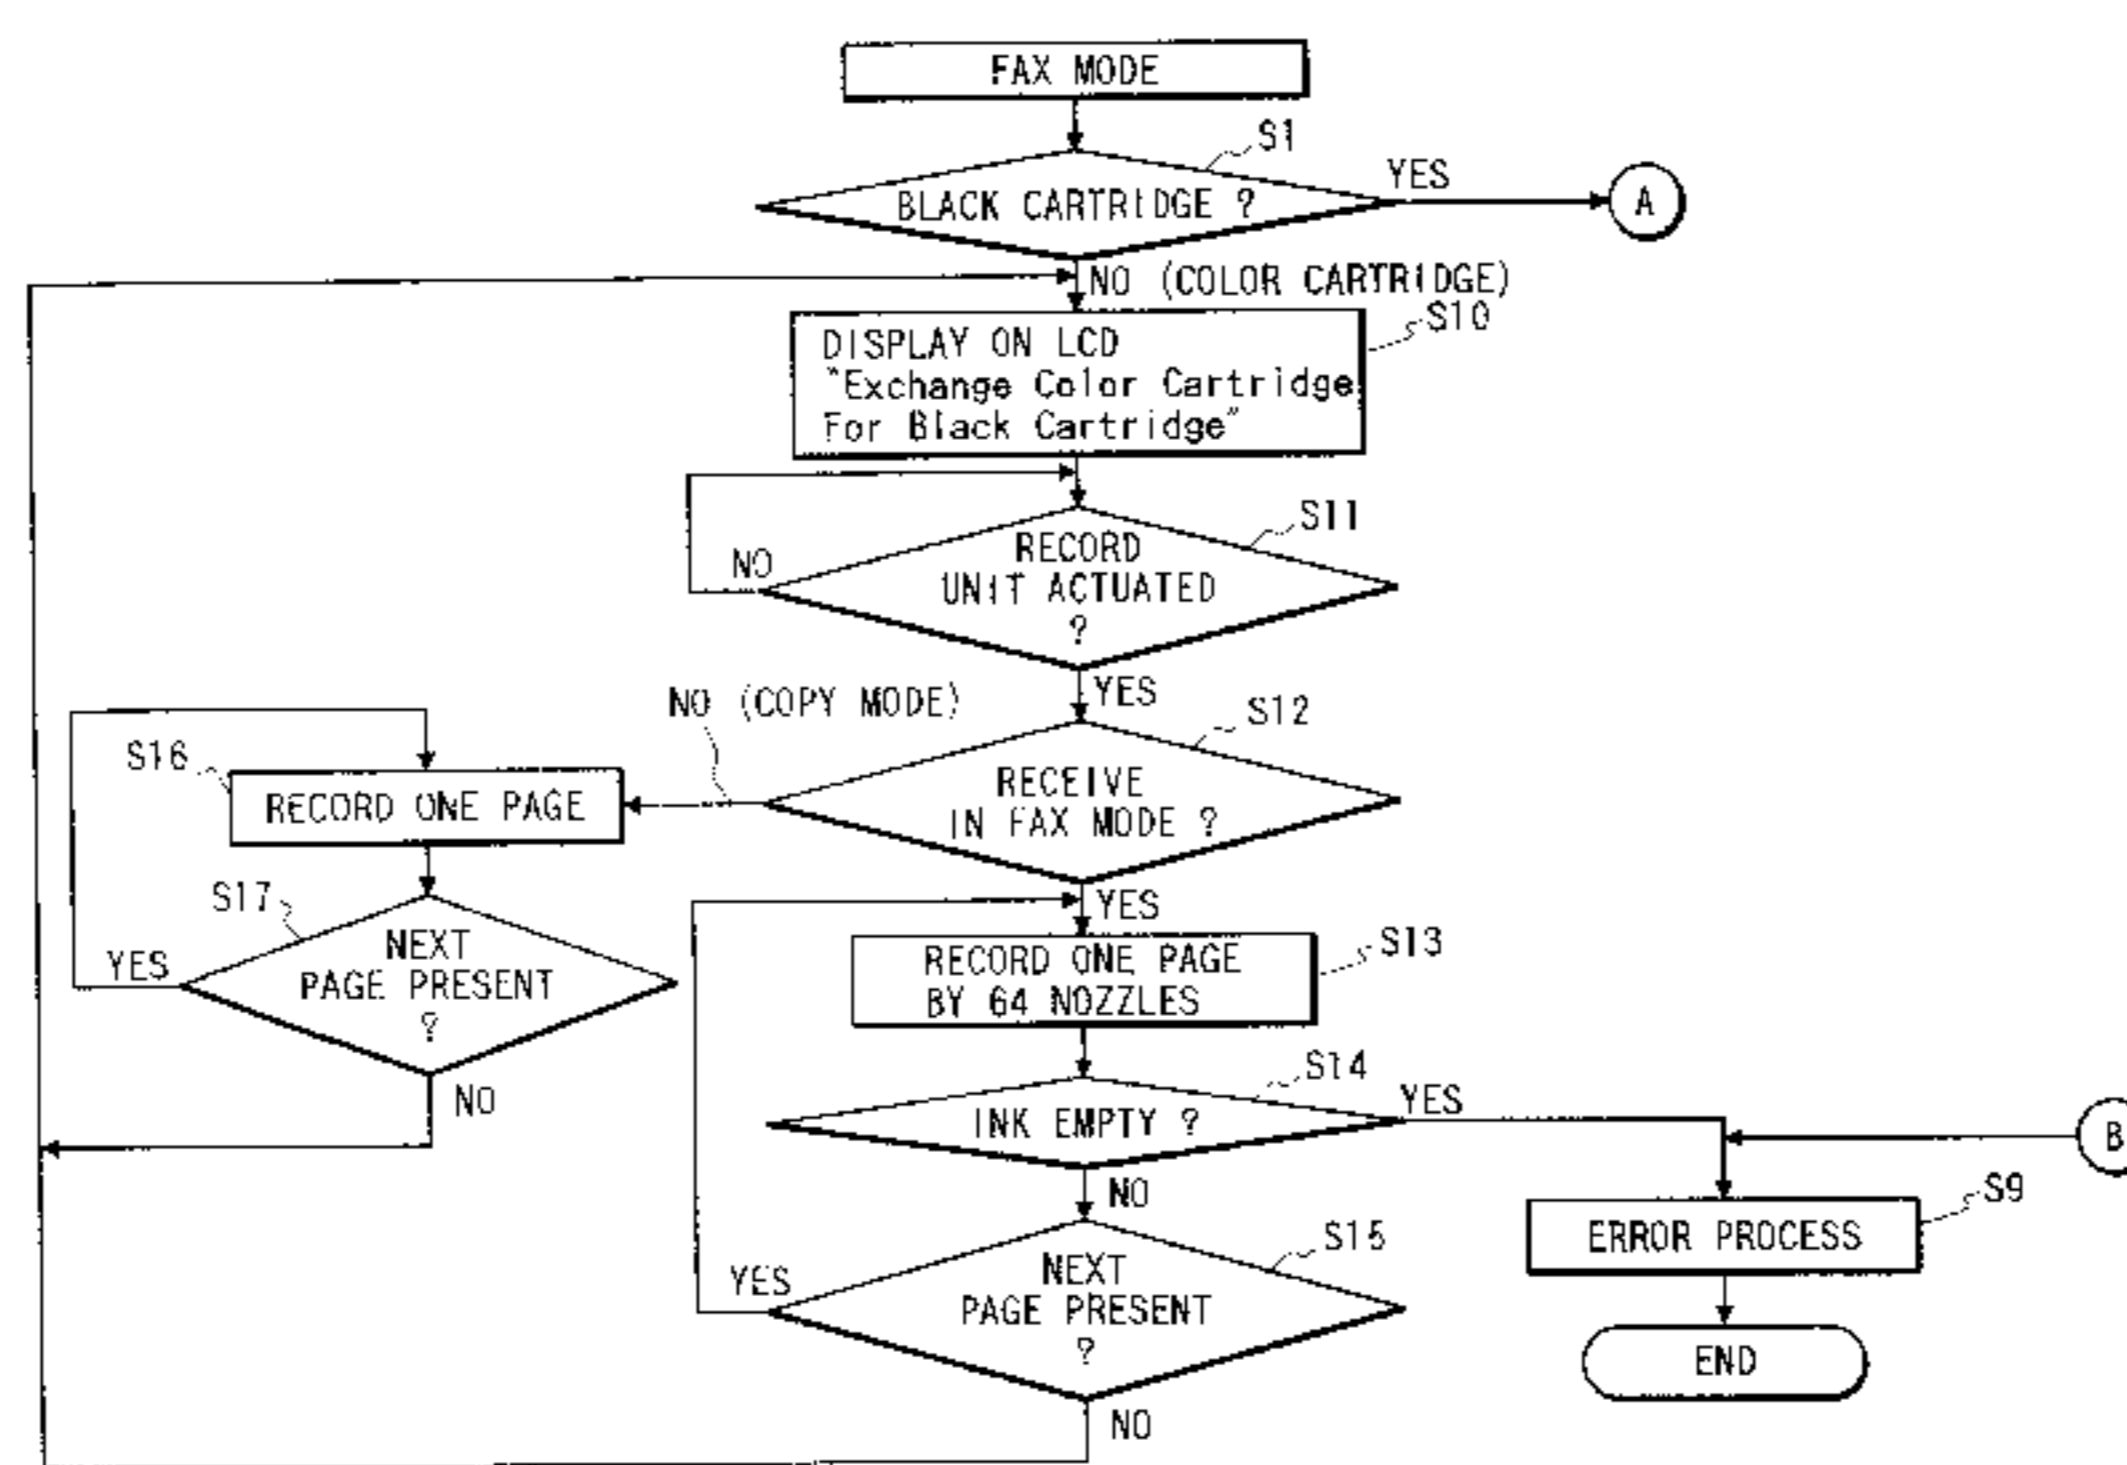 FAX MODE
S1
BLACK CARTRIDGE ?
YES
A
NO (COLOR CARTRIDGE)
S10
DISPLAY ON LCD
"Exchange Color Cartridge
For Black Cartridge"
S11
RECORD
UNIT ACTUATED
?
NO
YES
NO (COPY MODE)
S12
RECEIVE
IN FAX MODE ?
S16
RECORD ONE PAGE
YES
S17
NEXT
PAGE PRESENT
?
YES
NO
S13
RECORD ONE PAGE
BY 64 NOZZLES
S14
INK EMPTY ?
YES
B
NO
S9
ERROR PROCESS
S15
NEXT
PAGE PRESENT
?
YES
END
NO